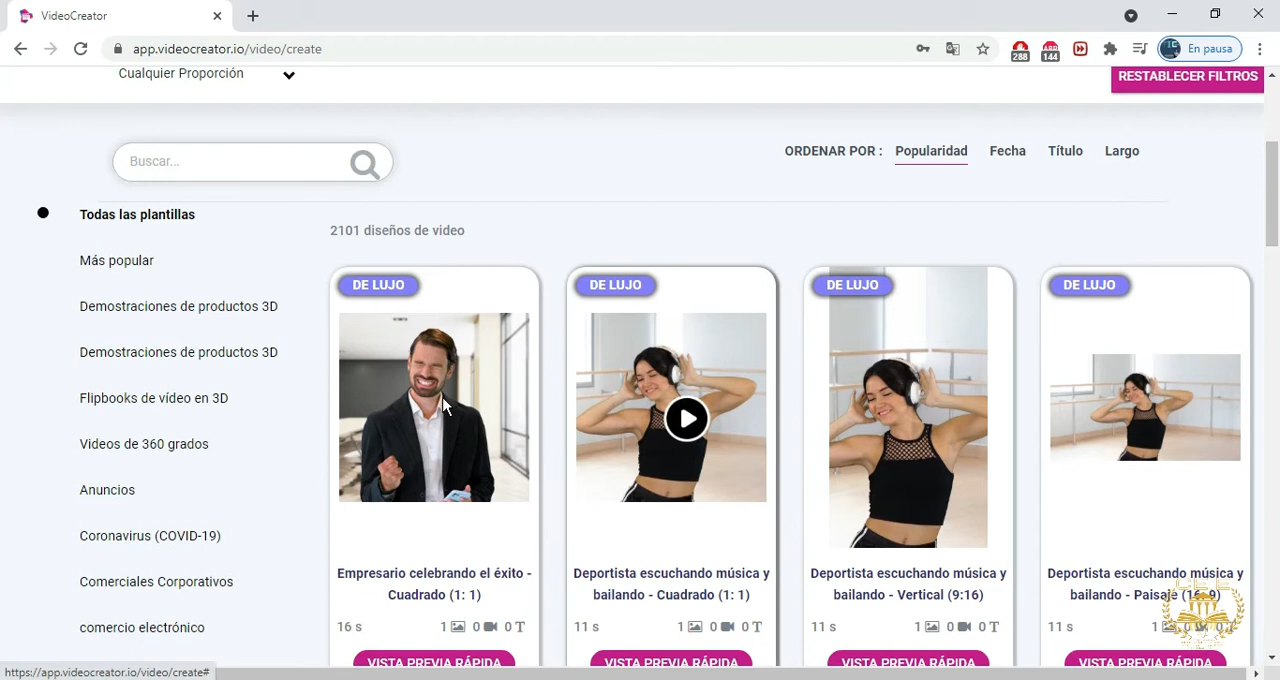 VideoCreator
app.videocreator.io/video/create
288
144
En pausa
Cualquier Proporción
RESTABLECER FILTROS
Buscar...
ORDENAR POR : Popularidad Fecha Título Largo
Todas las plantillas
2101 diseños de video
Más popular
Demostraciones de productos 3D
Demostraciones de productos 3D
Flipbooks de video en 3D
Videos de 360 grados
Anuncios
Coronavirus (COVID-19)
Comerciales Corporativos
comercio electrónico
DE LUJO
Empresario celebrando el éxito -
Cuadrado (1: 1)
16 s 1 0 0 T
VISTA PREVIA RÁPIDA
DE LUJO
Deportista escuchando música y
bailando - Cuadrado (1: 1)
11 s 1 0 0 T
VISTA PREVIA RÁPIDA
DE LUJO
Deportista escuchando música y
bailando - Vertical (9:16)
11 s 1 0 0 T
VISTA PREVIA RÁPIDA
DE LUJO
Deportista escuchando música y
bailando - Paisaje (16:9)
11 s 1
VISTA PREVIA RÁPIDA
https://app.videocreator.io/video/create#